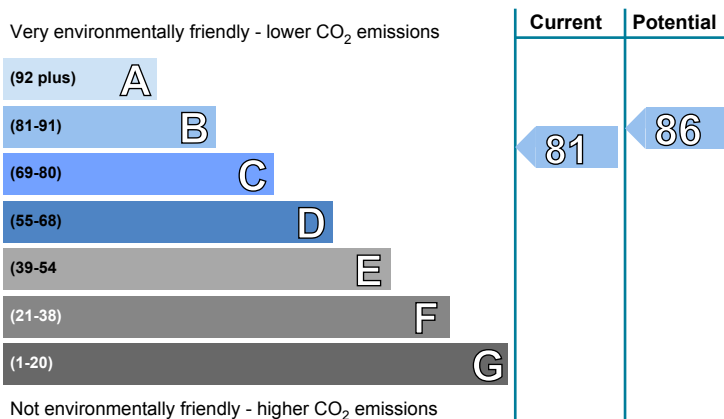 Current Potential
Very environmentally friendly - lower CO2 emissions
(92 plus) A
(81-91) B
(69-80) C
(55-68) D
(39-54 E
(21-38) F
(1-20) G
81
86
Not environmentally friendly - higher CO2 emissions